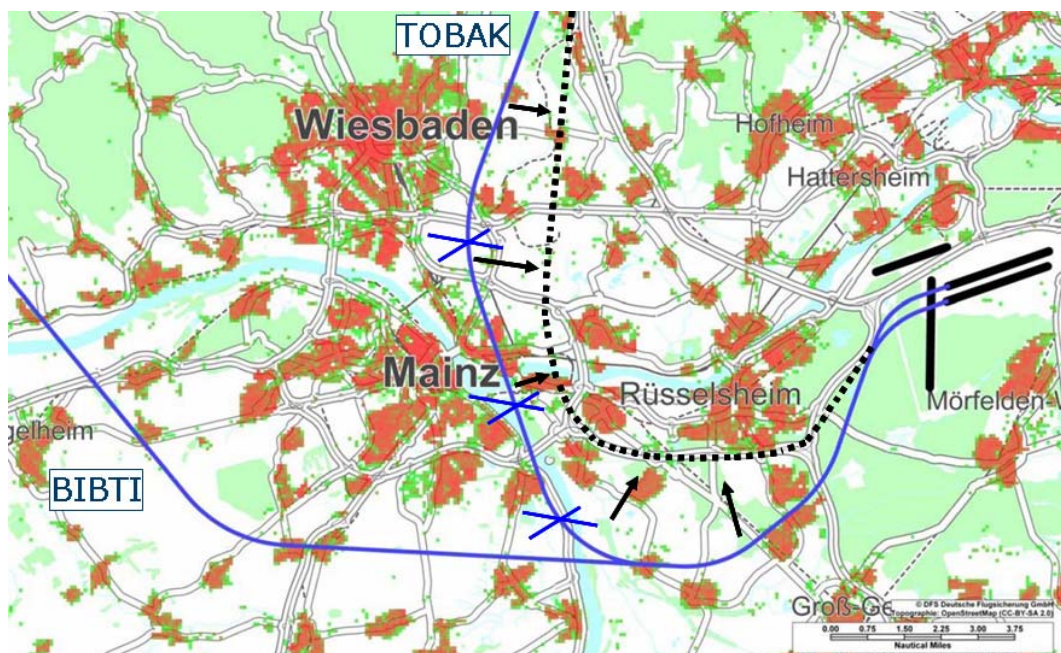 TOBAK
Wiesbaden
Hofheim
Hattersheim
Mainz
Rüsselsheim
Mörfelden-
gelheim
BIBTI
Groß-Ge
© DFS Deutsche Flugsicherung GmbH
Topographie: OpenStreetMap (CC-BY-SA 2.0)
0.00 0.75 1.50 2.25 3.00 3.75
Nautical Miles